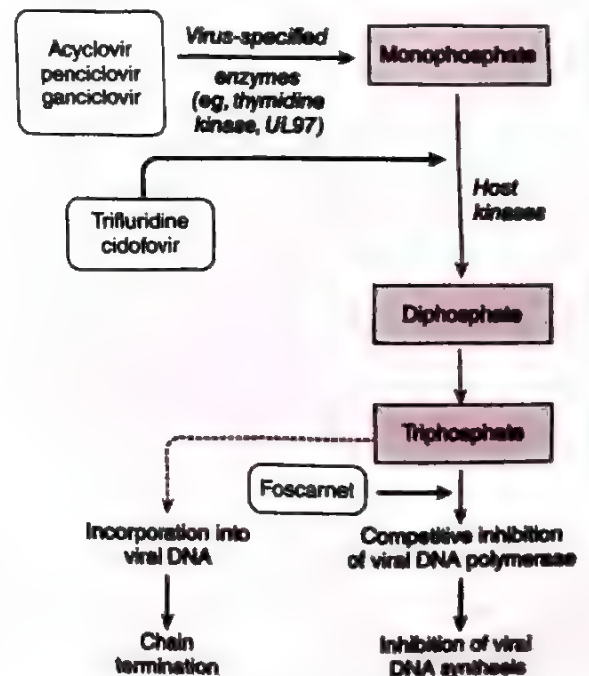 Acyclovir
penciclovir
ganciclovir
Virus-specified
enzymes
(eg, thymidine
kinase, UL97)
Monophosphate
Trifluridine
cidofovir
Host
kinases
Diphosphate
Triphosphate
Foscarnet
Incorporation into
viral DNA
Competitive inhibition
of viral DNA polymerase
Chain
termination
Inhibition of viral
DNA synthesis